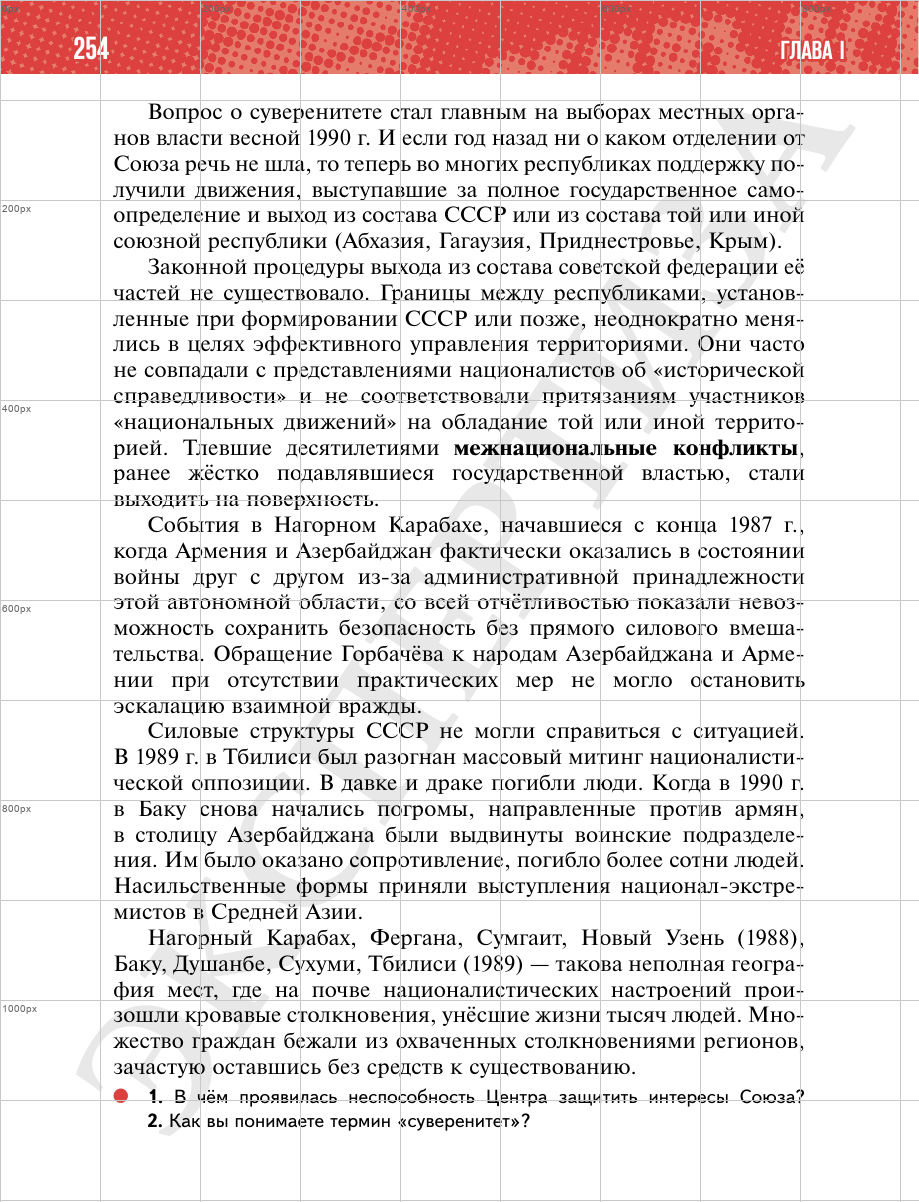 254
ГЛАВА I
Вопрос о суверенитете стал главным на выборах местных орга-
нов власти весной 1990 г. И если год назад ни о каком отделении от
Союза речь не шла, то теперь во многих республиках поддержку по-
лучили движения, выступавшие за полное государственное само-
определение и выход из состава СССР или из состава той или иной
союзной республики (Абхазия, Гагаузия, Приднестровье, Крым).
Законной процедуры выхода из состава советской федерации её
частей не существовало. Границы между республиками, установ-
ленные при формировании СССР или позже, неоднократно меня-
лись в целях эффективного управления территориями. Они часто
не совпадали с представлениями националистов об «исторической
справедливости» и не соответствовали притязаниям участников
«национальных движений» на обладание той или иной террито-
рией. Тлевшие десятилетиями межнациональные конфликты,
ранее жёстко подавлявшиеся государственной властью, стали
выходить на поверхность.
События в Нагорном Карабахе, начавшиеся с конца 1987 г.,
когда Армения и Азербайджан фактически оказались в состоянии
войны друг с другом из-за административной принадлежности
этой автономной области, со всей отчётливостью показали невоз-
можность сохранить безопасность без прямого силового вмеша-
тельства. Обращение Горбачёва к народам Азербайджана и Арме-
нии при отсутствии практических мер не могло остановить
эскалацию взаимной вражды.
Силовые структуры СССР не могли справиться с ситуацией.
В 1989 г. в Тбилиси был разогнан массовый митинг националисти-
ческой оппозиции. В давке и драке погибли люди. Когда в 1990 г.
в Баку снова начались погромы, направленные против армян,
в столицу Азербайджана были выдвинуты воинские подразделе-
ния. Им было оказано сопротивление, погибло более сотни людей.
Насильственные формы приняли выступления национал-экстре-
мистов в Средней Азии.
Нагорный Карабах, Фергана, Сумгаит, Новый Узень (1988),
Баку, Душанбе, Сухуми, Тбилиси (1989) — такова неполная геогра-
фия мест, где на почве националистических настроений прои-
зошли кровавые столкновения, унёсшие жизни тысяч людей. Мно-
жество граждан бежали из охваченных столкновениями регионов,
зачастую оставшись без средств к существованию.
1. В чём проявилась неспособность Центра защитить интересы Союза?
2. Как вы понимаете термин «суверенитет»?
ЭКСПЕРТИЗА
200px
400px
600px
800px
1000px